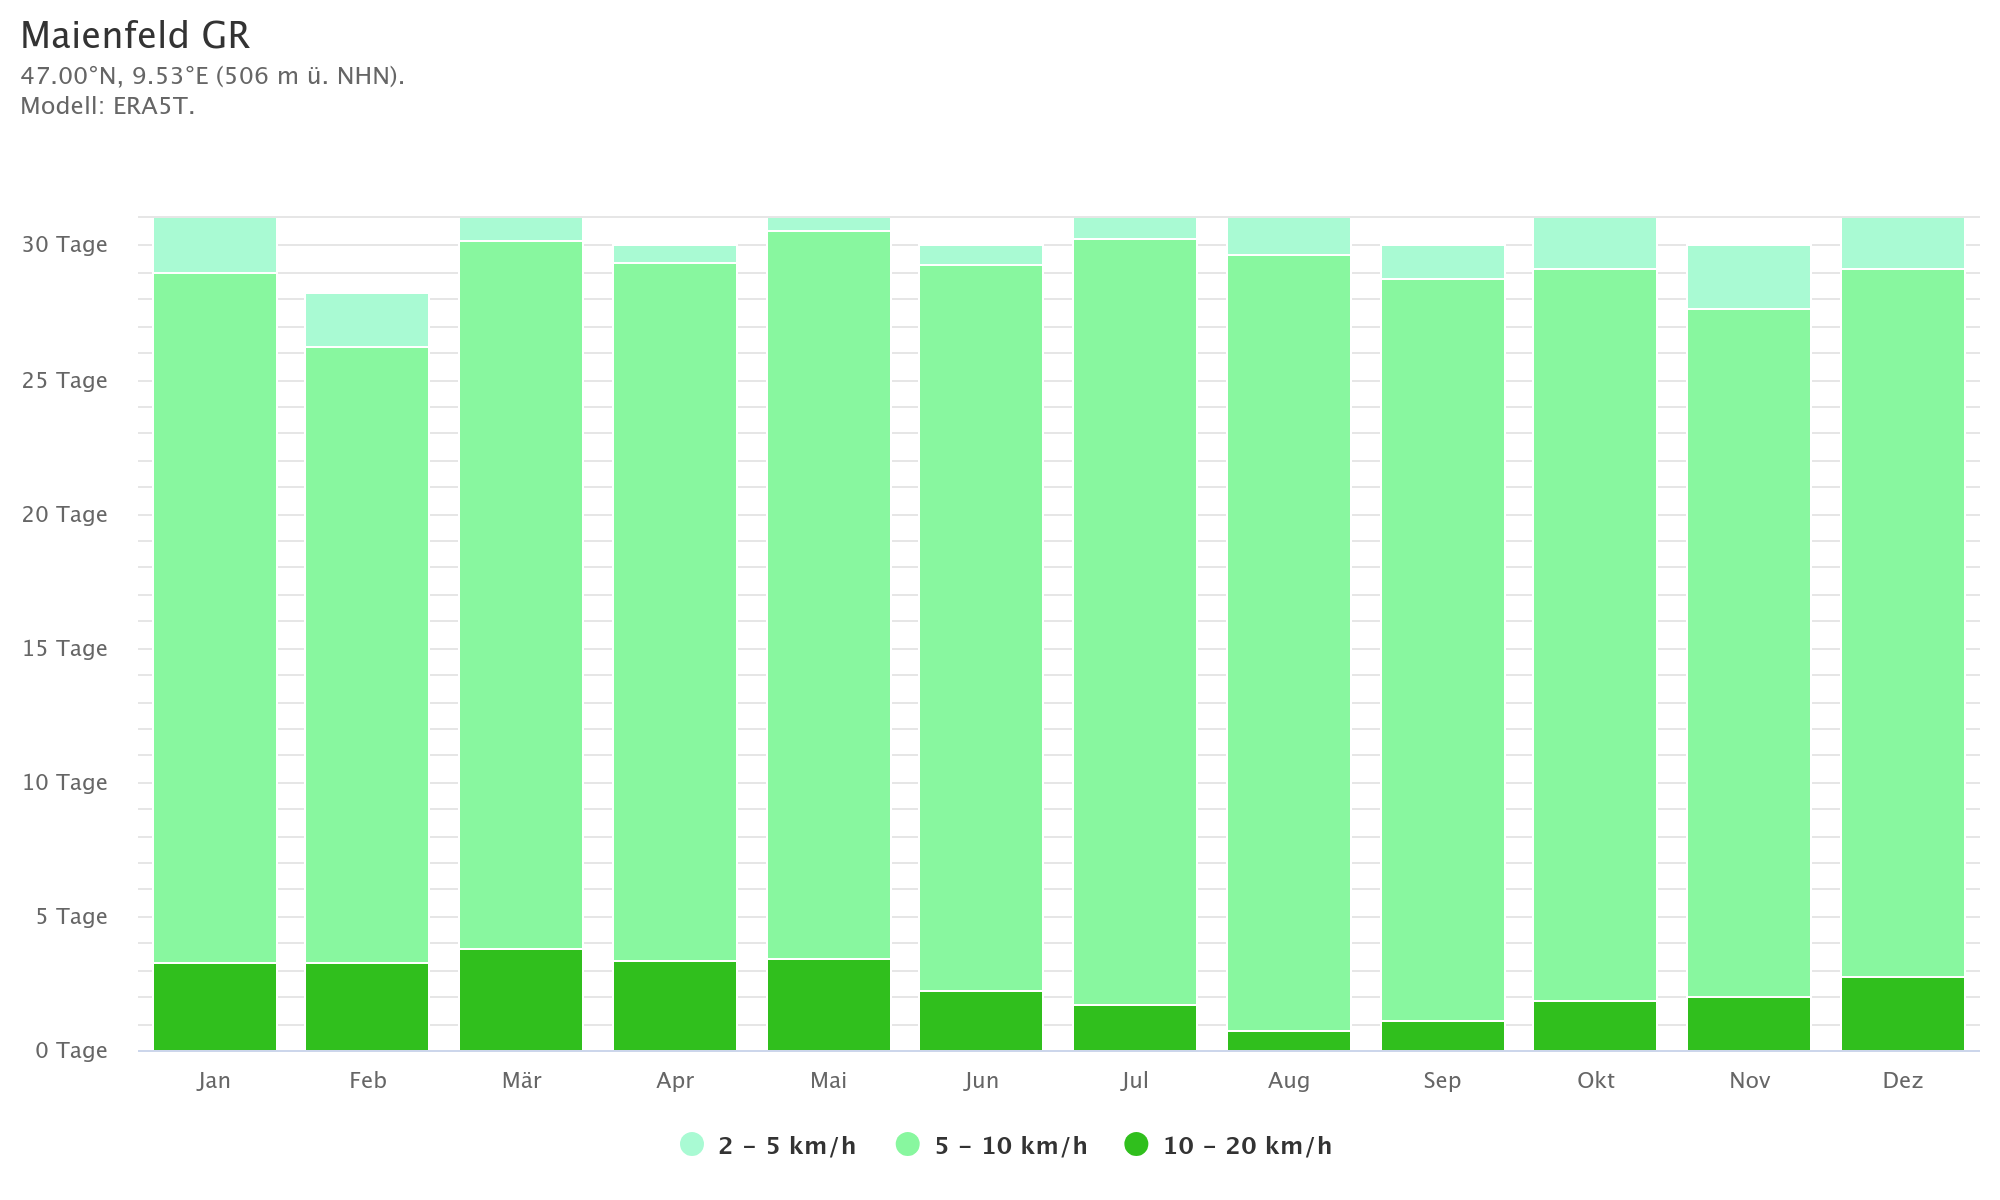 Maienfeld GR
47.00°N, 9.53°E (506 m ü. NHN).
Modell: ERA5T.
30 Tage
25 Tage
20 Tage
15 Tage
10 Tage
5 Tage
0 Tage
Jan Feb Mär Apr Mai Jun Jul Aug Sep Okt Nov Dez
2 – 5 km/h 5 – 10 km/h 10 – 20 km/h